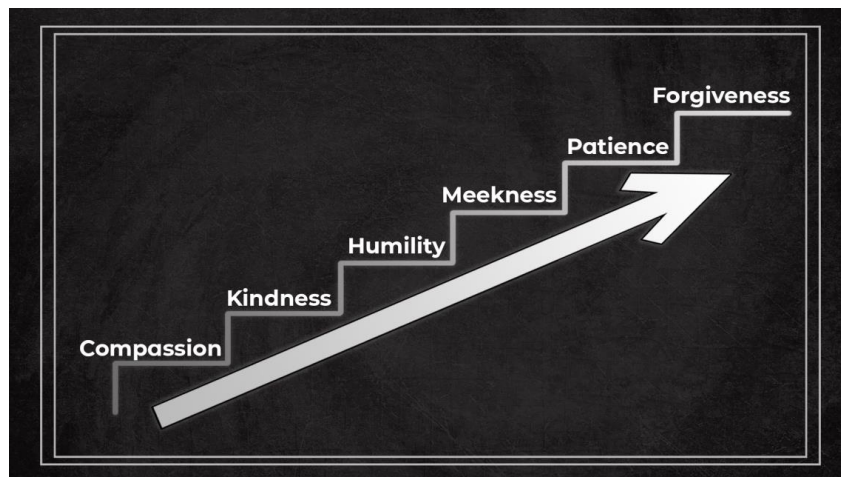 Forgiveness
Patience
Meekness
Humility
Kindness
Compassion